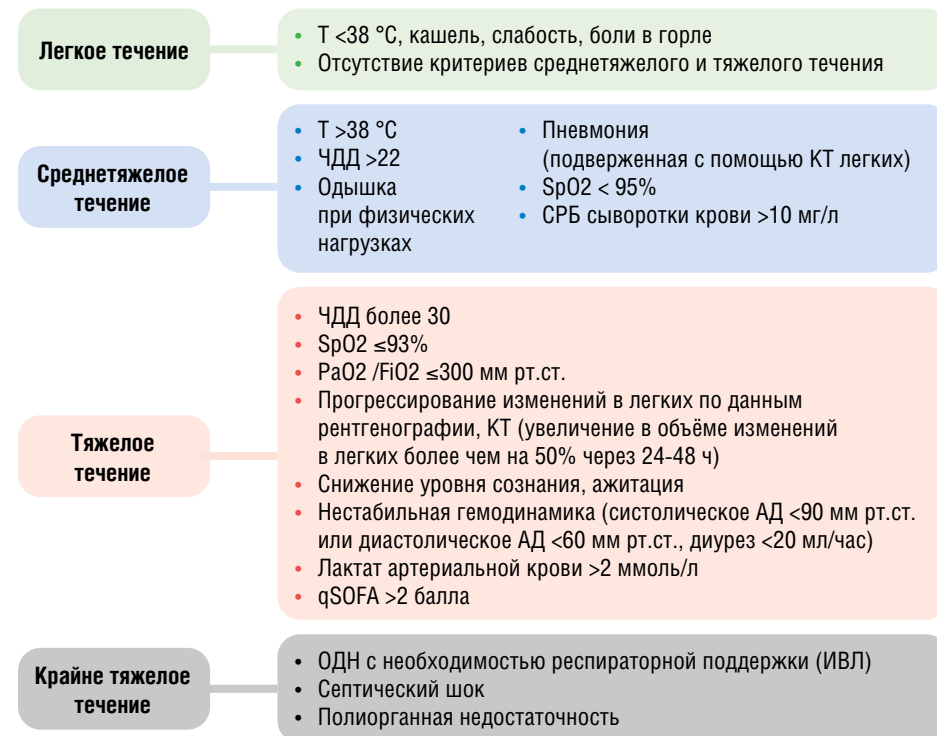 Легкое течение
• Т <38 °С, кашель, слабость, боли в горле
• Отсутствие критериев среднетяжелого и тяжелого течения
Среднетяжелое
течение
• Т >38 °С
• ЧДД >22
• Одышка
при физических
нагрузках
• Пневмония
(подверженная с помощью КТ легких)
• SpO2 < 95%
• СРБ сыворотки крови >10 мг/л
Тяжелое
течение
• ЧДД более 30
• SpO2 ≤93%
• PaO2 /FiO2 ≤300 мм рт.ст.
• Прогрессирование изменений в легких по данным
рентгенографии, КТ (увеличение в объёме изменений
в легких более чем на 50% через 24-48 ч)
• Снижение уровня сознания, ажитация
• Нестабильная гемодинамика (систолическое АД <90 мм рт.ст.
или диастолическое АД <60 мм рт.ст., диурез <20 мл/час)
• Лактат артериальной крови >2 ммоль/л
• qSOFA >2 балла
Крайне тяжелое
течение
• ОДН с необходимостью респираторной поддержки (ИВЛ)
• Септический шок
• Полиорганная недостаточность